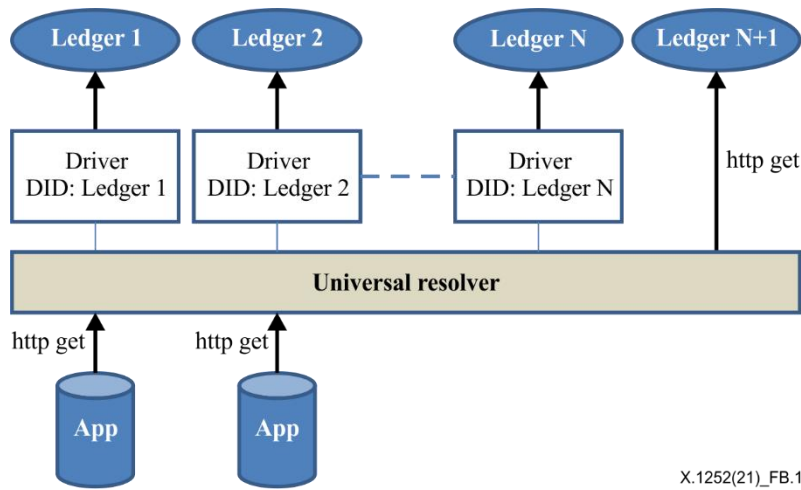 Ledger 1
Ledger 2
Ledger N
Ledger N+1
Driver
DID: Ledger 1
Driver
DID: Ledger 2
Driver
DID: Ledger N
http get
Universal resolver
http get
http get
App
App
X.1252(21)_FB.1